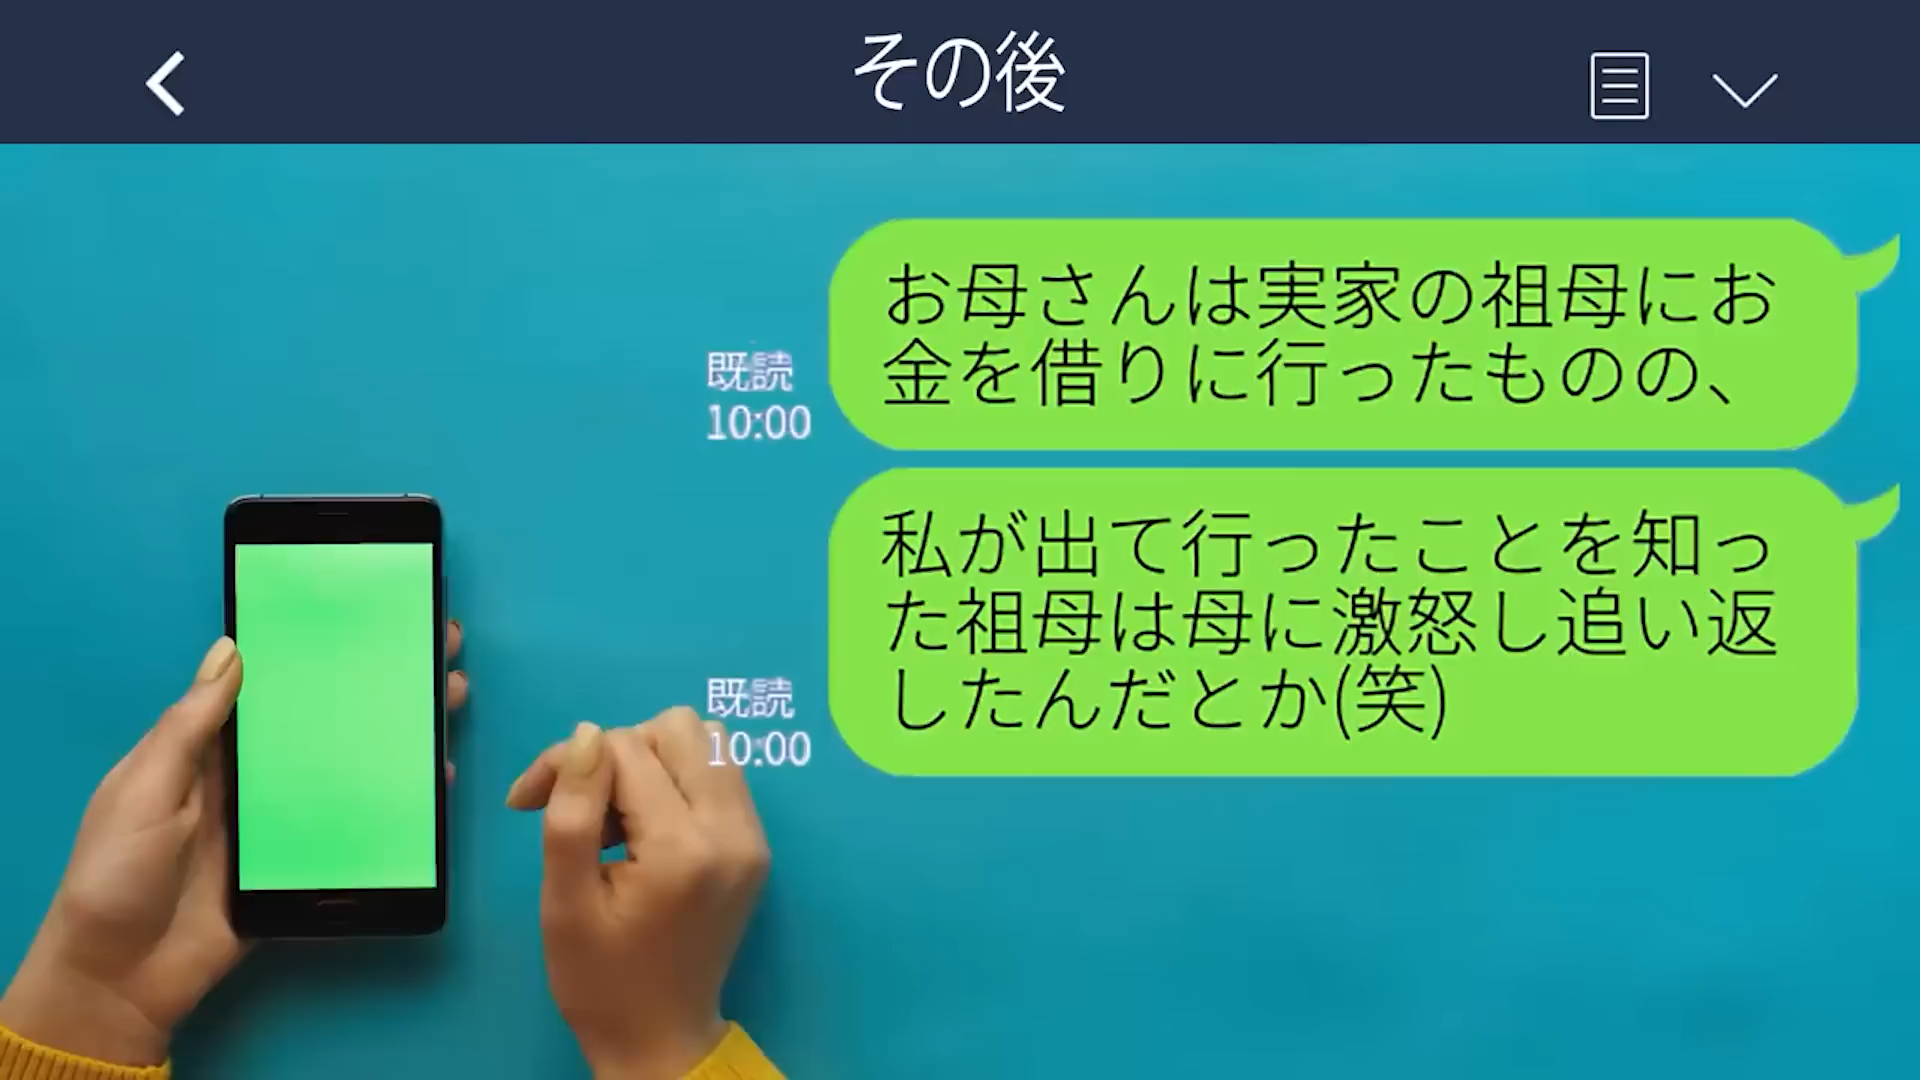 その後
お母さんは実家の祖母にお
金を借りに行ったものの、
既読
10:00
私が出て行ったことを知っ
た祖母は母に激怒し追い返
したんだとか(笑)
既読
10:00